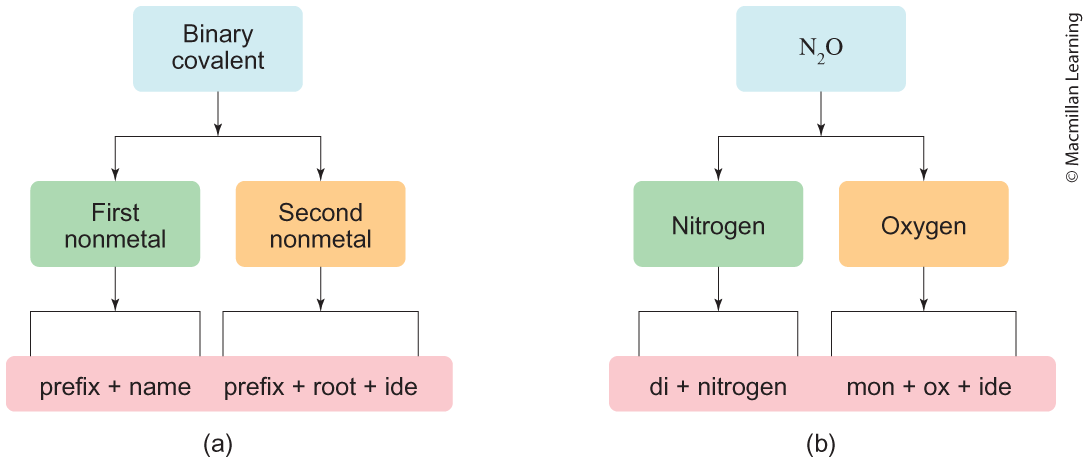 Binary
covalent
First
nonmetal
Second
nonmetal
prefix + name
prefix + root + ide
(a)
N₂O
Nitrogen
Oxygen
di + nitrogen
mon + ox + ide
(b)
© Macmillan Learning